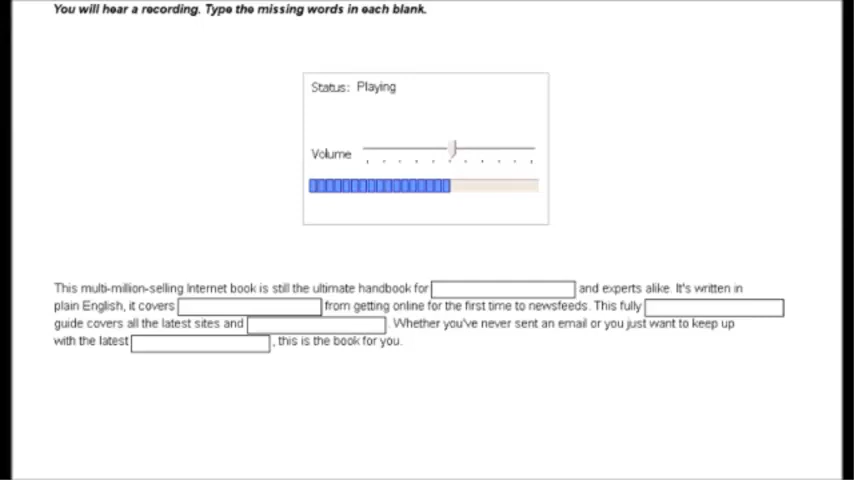 You will hear a recording. Type the missing words in each blank.
Status: Playing
Volume
This multi-million-selling Internet book is still the ultimate handbook for and experts alike. It's written in
plain English, it covers from getting online for the first time to newsfeeds. This fully
guide covers all the latest sites and . Whether you've never sent an email or you just want to keep up
with the latest , this is the book for you.